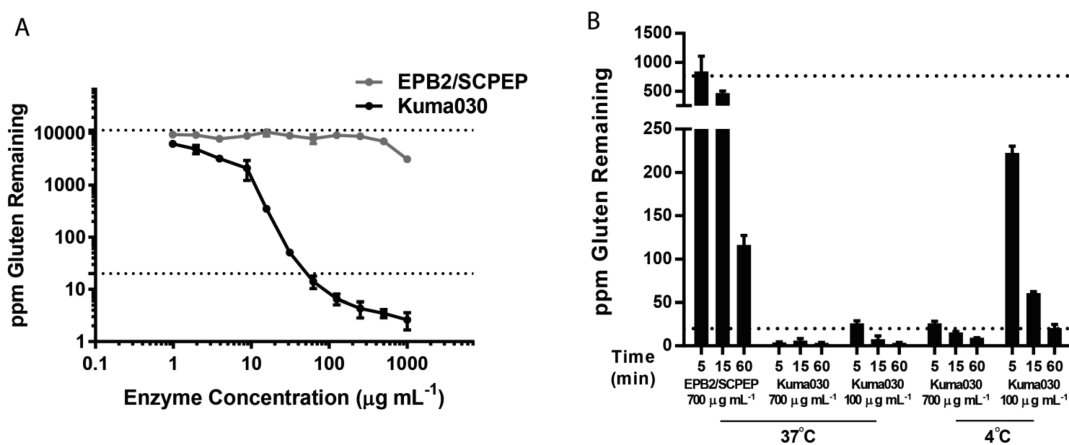 A
EPB2/SCPEP
Kuma030
ppm Gluten Remaining
10000
1000
100
10
1
0.1 1 10 100 1000
Enzyme Concentration (μg mL⁻¹)
B
ppm Gluten Remaining
1500
1250
1000
750
500
250
200
150
100
50
0
Time (min)
5 15 60 5 15 60 5 15 60 5 15 60 5 15 60
EPB2/SCPEP Kuma030 Kuma030 Kuma030 Kuma030
700 μg mL⁻¹ 700 μg mL⁻¹ 100 μg mL⁻¹ 700 μg mL⁻¹ 100 μg mL⁻¹
37°C 4°C